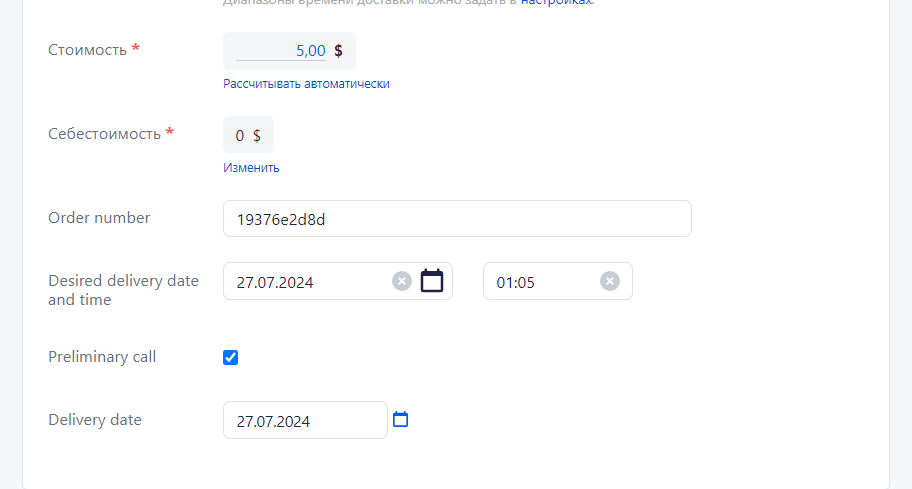 Диапазоны времени доставки можно задать в настройках.
Стоимость *
5,00 $
Рассчитывать автоматически
Себестоимость *
0 $
Изменить
Order number
19376e2d8d
Desired delivery date
and time
27.07.2024
01:05
Preliminary call
Delivery date
27.07.2024